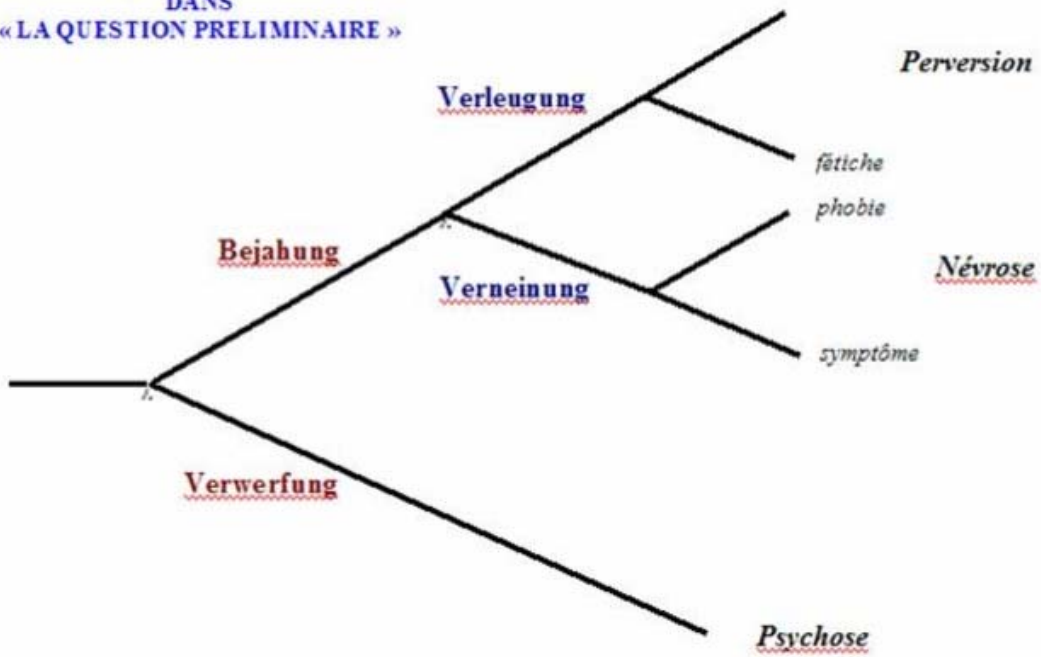 DANS
« LA QUESTION PRELIMINAIRE »
Perversion
Verleugung
fétiche
phobie
Bejahung
Névrose
Verneinung
symptôme
Verwerfung
Psychose